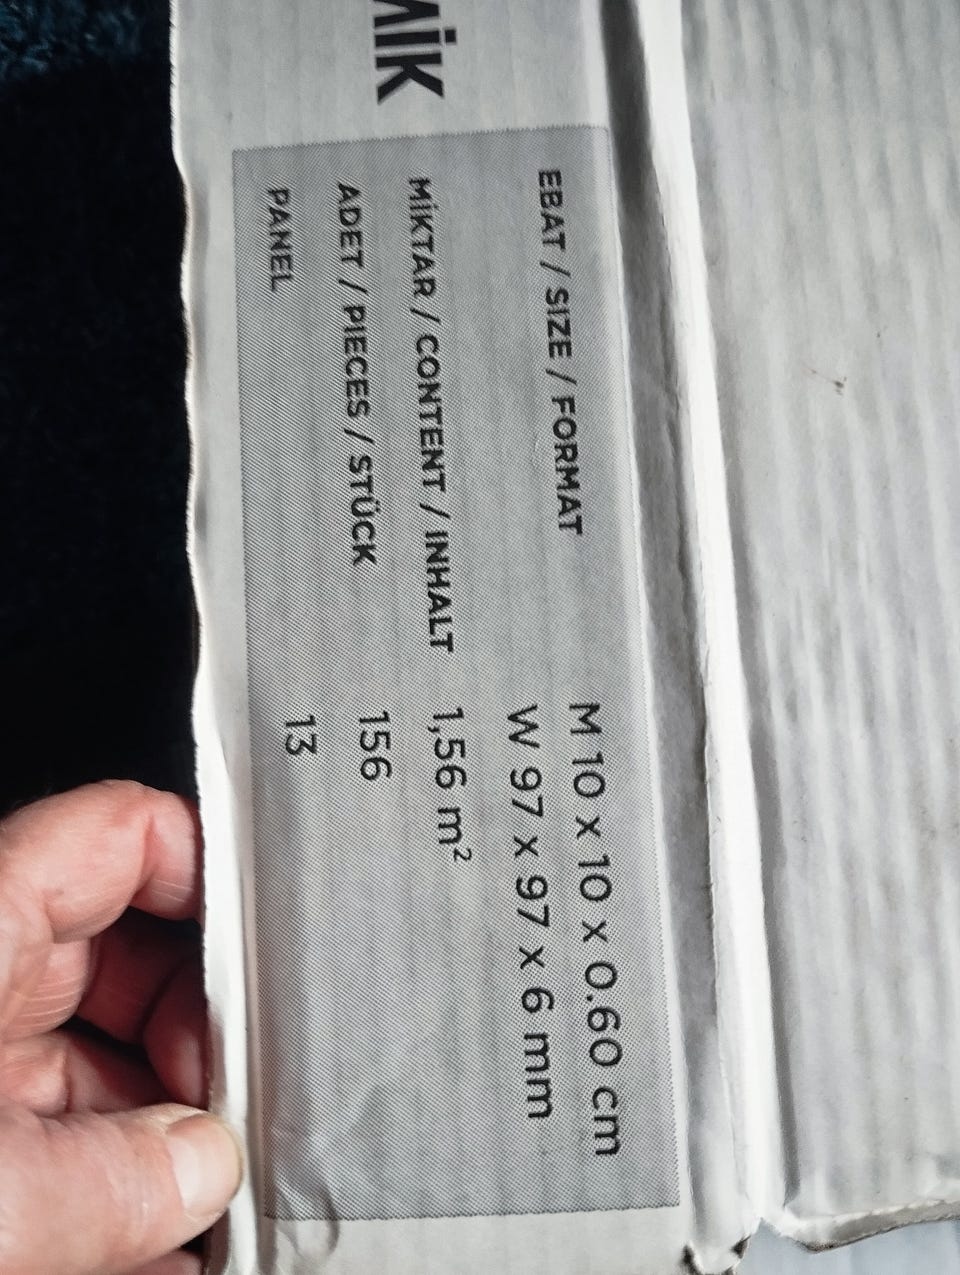 EBAT / SIZE / FORMAT M 10 x 10 x 0.60 cm
W 97 x 97 x 6 mm
MİKTAR / CONTENT / INHALT 1,56 m²
ADET / PIECES / STÜCK 156
PANEL 13